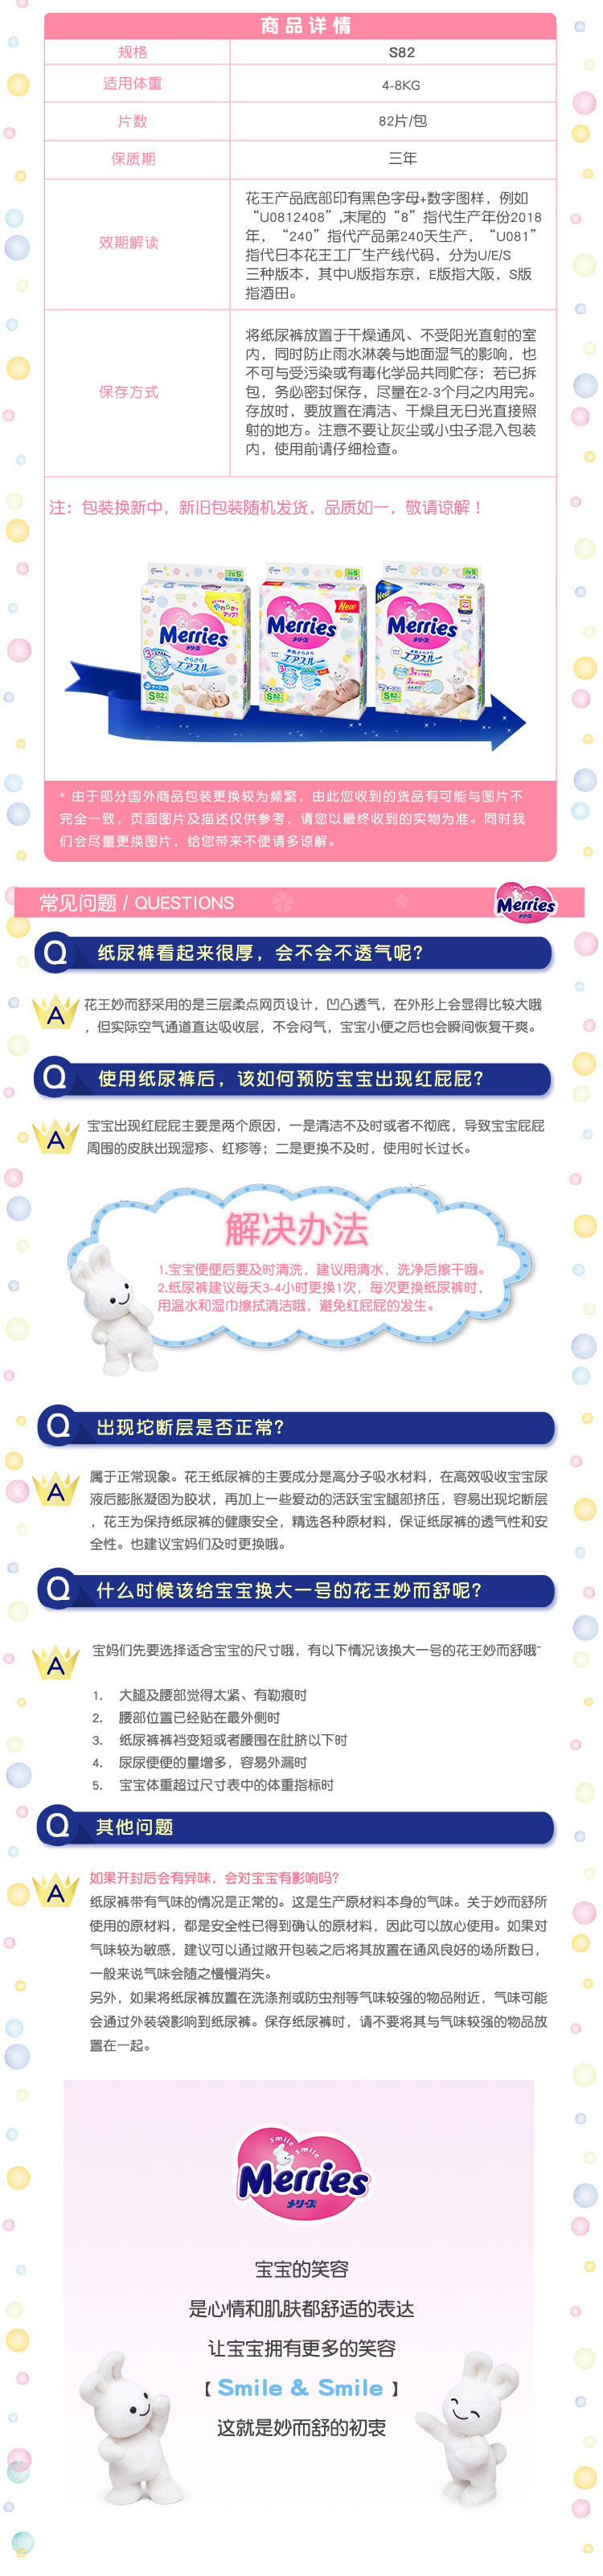 商品详情
规格
S82
适用体重
4-8KG
片数
82片/包
保质期
三年
效期解读
花王产品底部印有黑色字母+数字图样，例如
“U0812408”,末尾的“8”指代生产年份2018
年，“240”指代产品第240天生产，“U081”
指代日本花王工厂生产线代码，分为U/E/S
三种版本，其中U版指东京，E版指大阪，S版
指酒田。
保存方式
将纸尿裤放置于干燥通风、不受阳光直射的室
内，同时防止雨水淋袭与地面湿气的影响，也
不可与受污染或有毒化学品共同贮存；若已拆
包，务必密封保存，尽量在2-3个月之内用完。
存放时，要放置在清洁、干燥且无日光直接照
射的地方。注意不要让灰尘或小虫子混入包装
内，使用前请仔细检查。
注：包装换新中，新旧包装随机发货，品质如一，敬请谅解！
Merries
メリーズ
エアスルー
S82
New
Merries
メリーズ
エアスルー
S82
New
Merries
メリーズ
エアスルー
S82
* 由于部分国外商品包装更换较为频繁，由此您收到的货品有可能与图片不
完全一致，页面图片及描述仅供参考，请您以最终收到的实物为准。同时我
们会尽量更换图片，给您带来不便请多谅解。
常见问题 / QUESTIONS
Merries
Q 纸尿裤看起来很厚，会不会不透气呢？
A 花王妙而舒采用的是三层柔点网页设计，凹凸透气，在外形上会显得比较大哦
，但实际空气通道直达吸收层，不会闷气，宝宝小便之后也会瞬间恢复干爽。
Q 使用纸尿裤后，该如何预防宝宝出现红屁屁？
A 宝宝出现红屁屁主要是两个原因，一是清洁不及时或者不彻底，导致宝宝屁屁
周围的皮肤出现湿疹、红疹等；二是更换不及时，使用时长过长。
解决办法
1.宝宝便便后要及时清洗，建议用清水，洗净后擦干哦。
2.纸尿裤建议每天3-4小时更换1次，每次更换纸尿裤时，
用温水和湿巾擦拭清洁哦，避免红屁屁的发生。
Q 出现坨断层是否正常？
A 属于正常现象。花王纸尿裤的主要成分是高分子吸水材料，在高效吸收宝宝尿
液后膨胀凝固为胶状，再加上一些爱动的活跃宝宝腿部挤压，容易出现坨断层
，花王为保持纸尿裤的健康安全，精选各种原材料，保证纸尿裤的透气性和安
全性。也建议宝妈们及时更换哦。
Q 什么时候该给宝宝换大一号的花王妙而舒呢？
A 宝妈们先要选择适合宝宝的尺寸哦，有以下情况该换大一号的花王妙而舒哦~
1. 大腿及腰部觉得太紧、有勒痕时
2. 腰部位置已经贴在最外侧时
3. 纸尿裤裤裆变短或者腰围在肚脐以下时
4. 尿尿便便的量增多，容易外漏时
5. 宝宝体重超过尺寸表中的体重指标时
Q 其他问题
A 如果开封后会有异味，会对宝宝有影响吗？
纸尿裤带有气味的情况是正常的。这是生产原材料本身的气味。关于妙而舒所
使用的原材料，都是安全性已得到确认的原材料，因此可以放心使用。如果对
气味较为敏感，建议可以通过敞开包装之后将其放置在通风良好的场所数日，
一般来说气味会随之慢慢消失。
另外，如果将纸尿裤放置在洗涤剂或防虫剂等气味较强的物品附近，气味可能
会通过外装袋影响到纸尿裤。保存纸尿裤时，请不要将其与气味较强的物品放
置在一起。
Smile Smile
Merries
メリーズ
宝宝的笑容
是心情和肌肤都舒适的表达
让宝宝拥有更多的笑容
【 Smile & Smile 】
这就是妙而舒的初衷